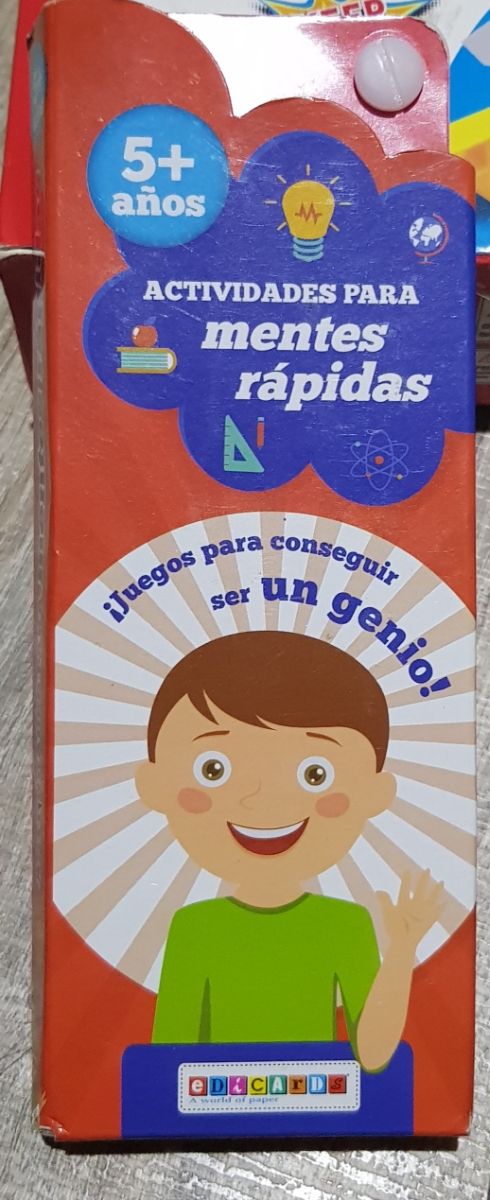 5+
años
ACTIVIDADES PARA
mentes
rápidas
¡Juegos para conseguir
ser un genio!
eDiCARDS
A world of paper